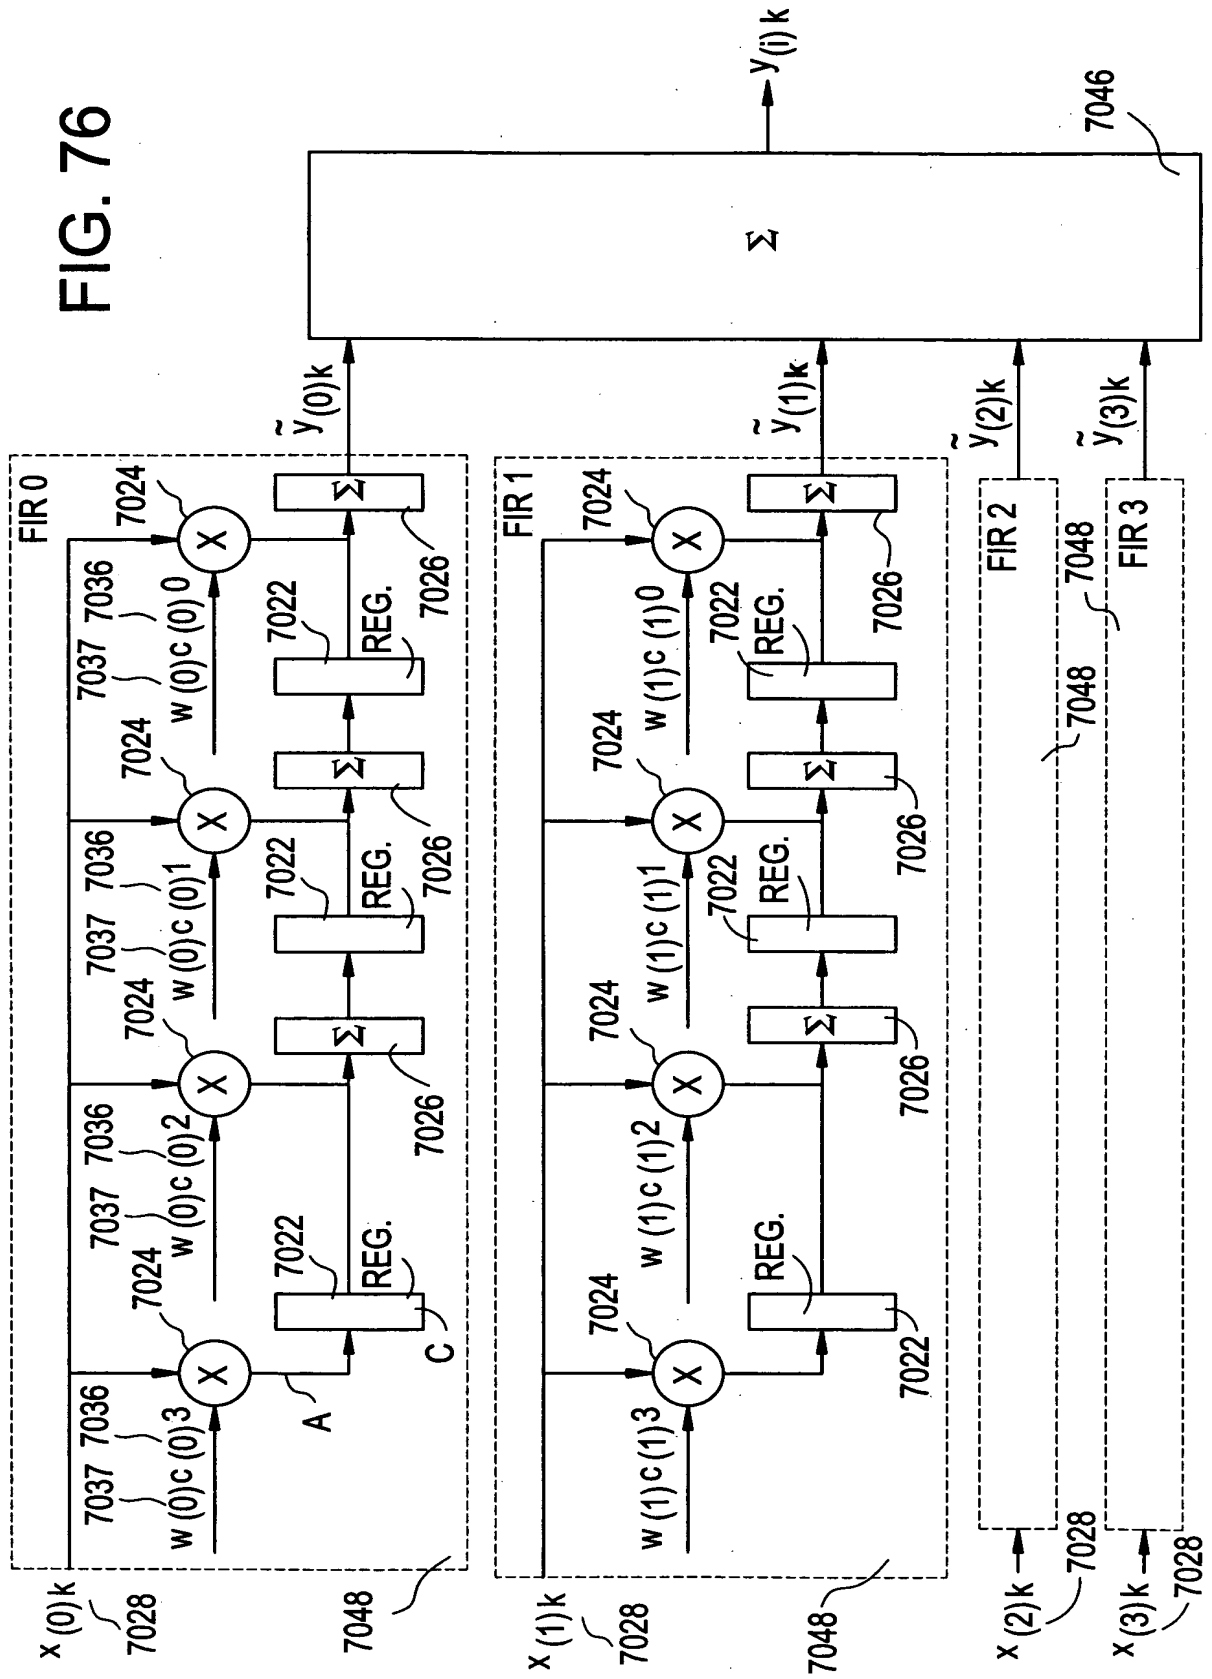 FIG. 76
x(0)k
7028
7048
FIR 0
7037 7036
w(0)c(0)3
7024
X
A
C
7022
REG.
7037 7036
w(0)c(0)2
7024
X
Σ
7026
7022
REG.
7037 7036
w(0)c(0)1
7024
X
Σ
7026
7022
REG.
7037 7036
w(0)c(0)0
7024
X
Σ
7026
ỹ(0)k
x(1)k
7028
7048
FIR 1
w(1)c(1)3
7024
X
REG.
7022
w(1)c(1)2
7024
X
Σ
7026
7022
REG.
w(1)c(1)1
7024
X
Σ
7026
7022
REG.
w(1)c(1)0
7024
X
Σ
7026
ỹ(1)k
x(2)k
7028
7048
FIR 2
ỹ(2)k
x(3)k
7028
7048
FIR 3
ỹ(3)k
Σ
7046
y(i)k